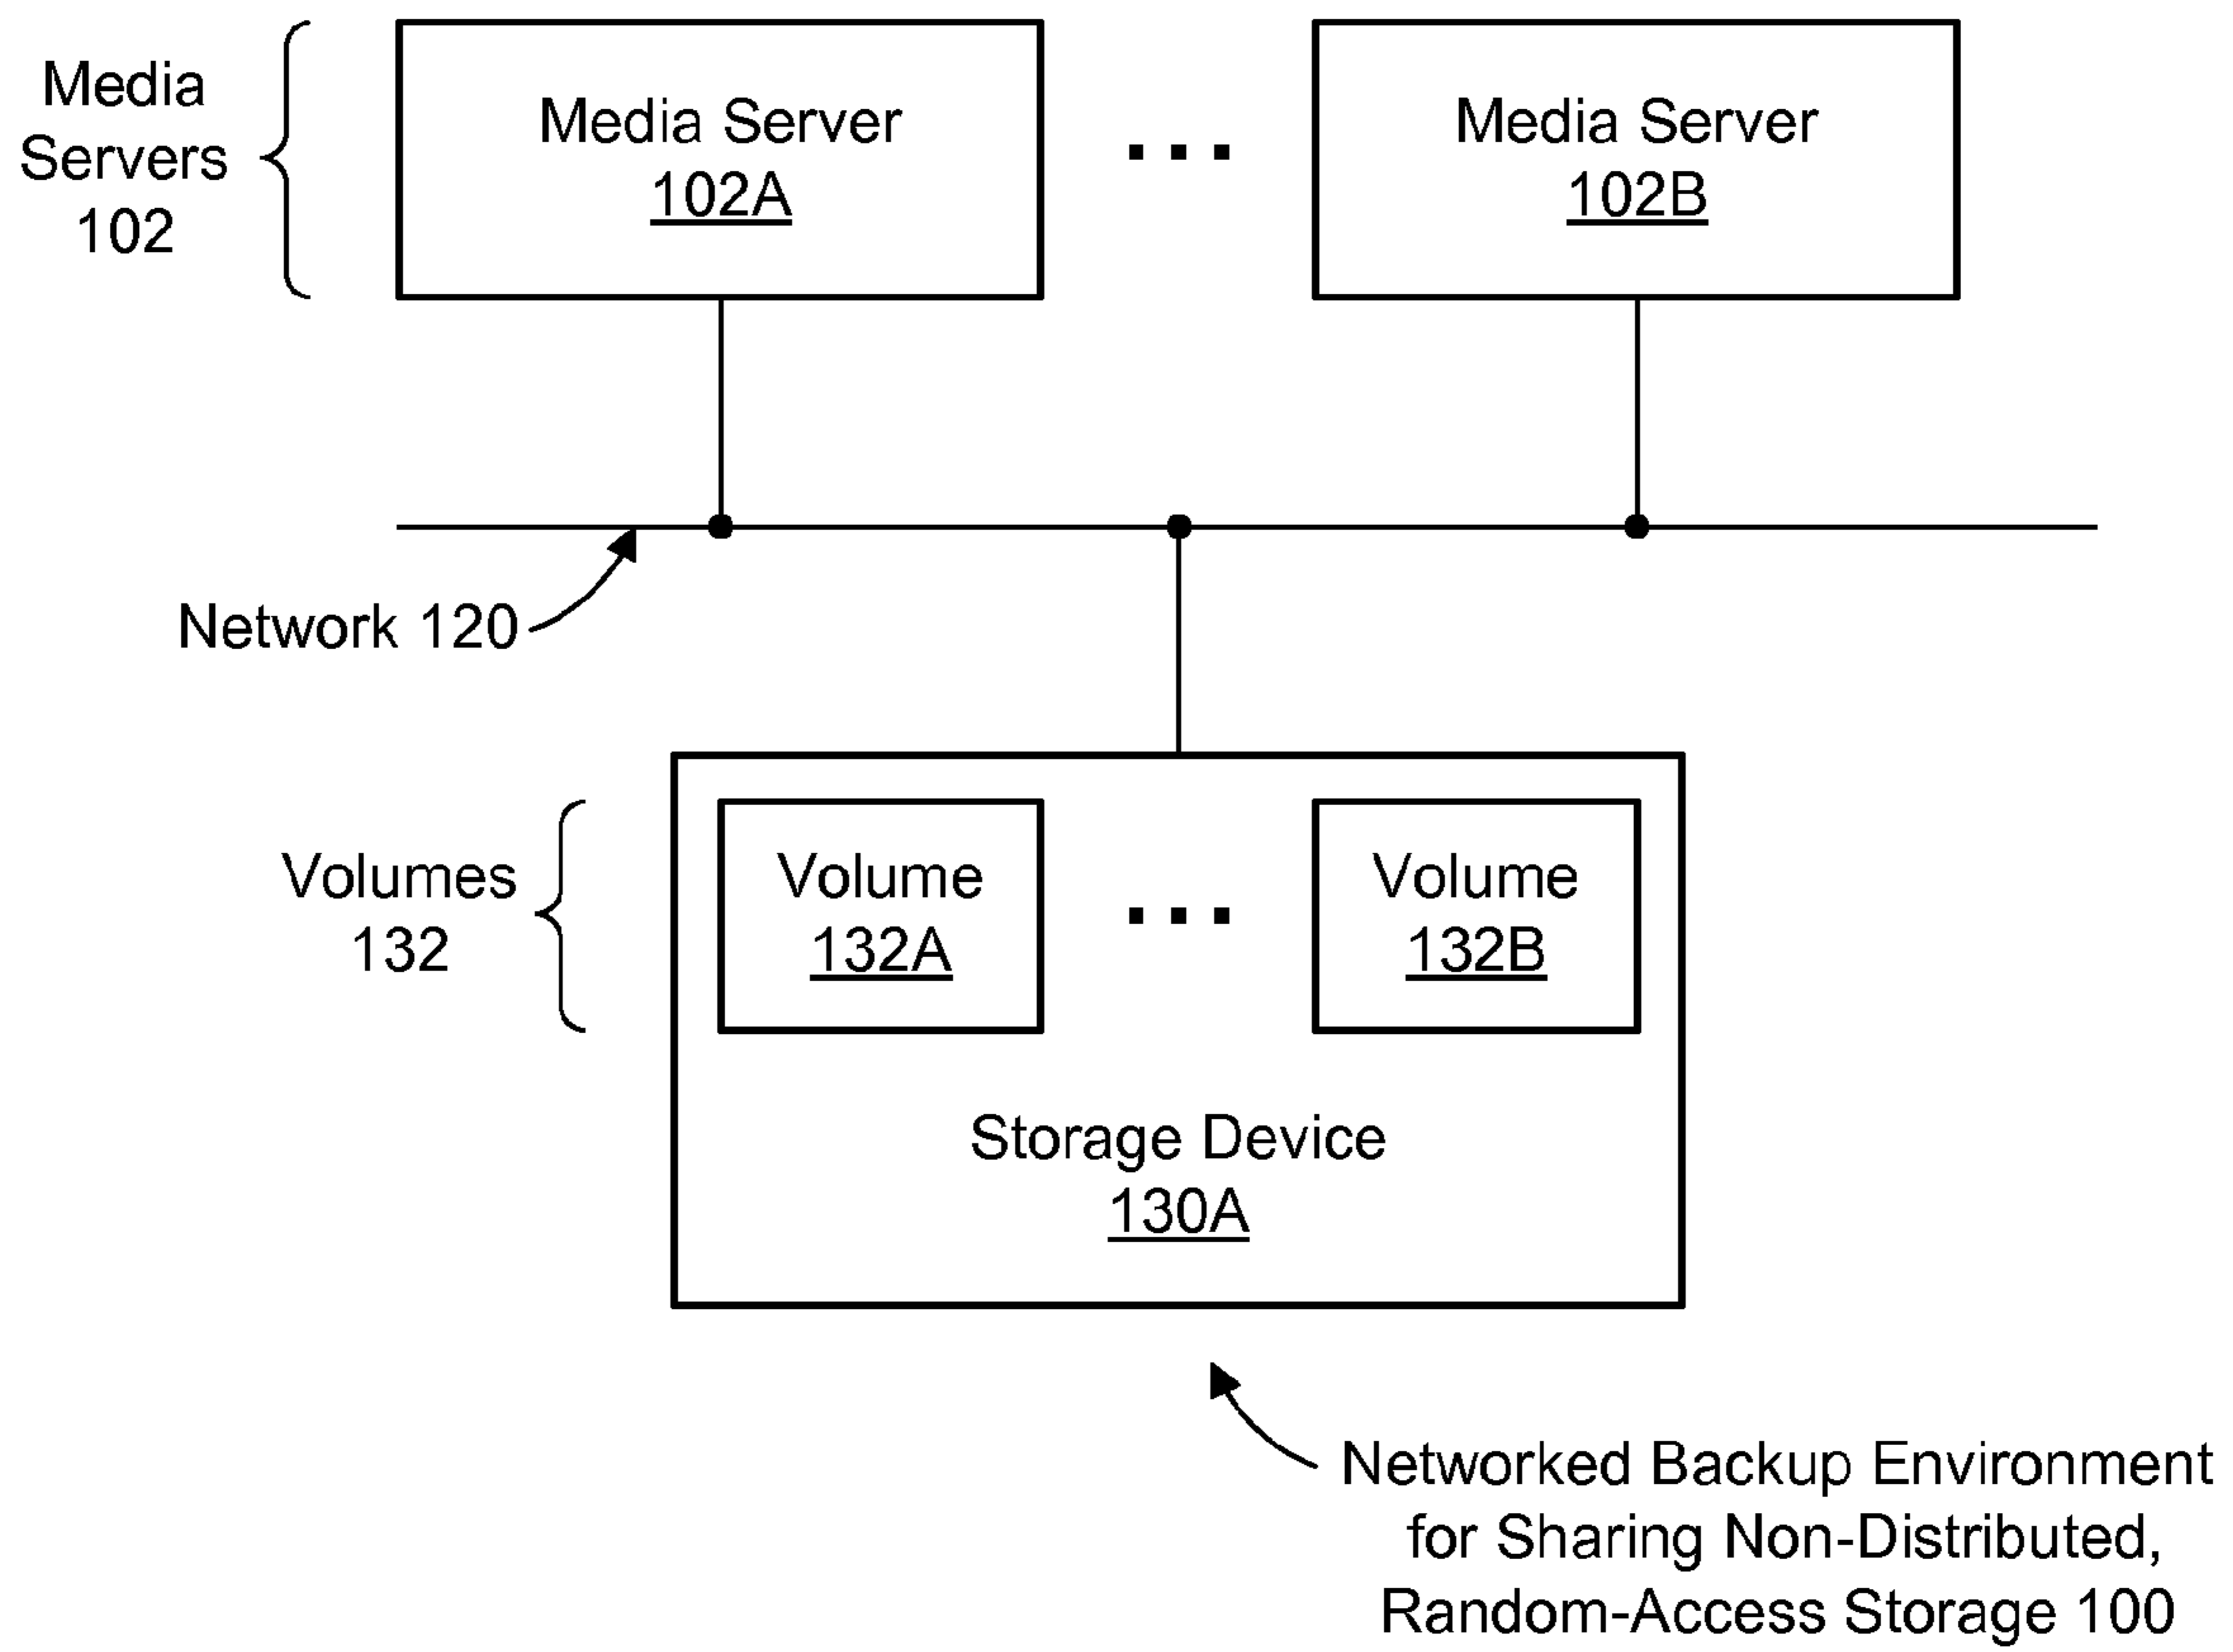 Media
Servers
102
Media Server
102A
Media Server
102B
Network 120
Volumes
132
Volume
132A
Volume
132B
Storage Device
130A
Networked Backup Environment
for Sharing Non-Distributed,
Random-Access Storage 100